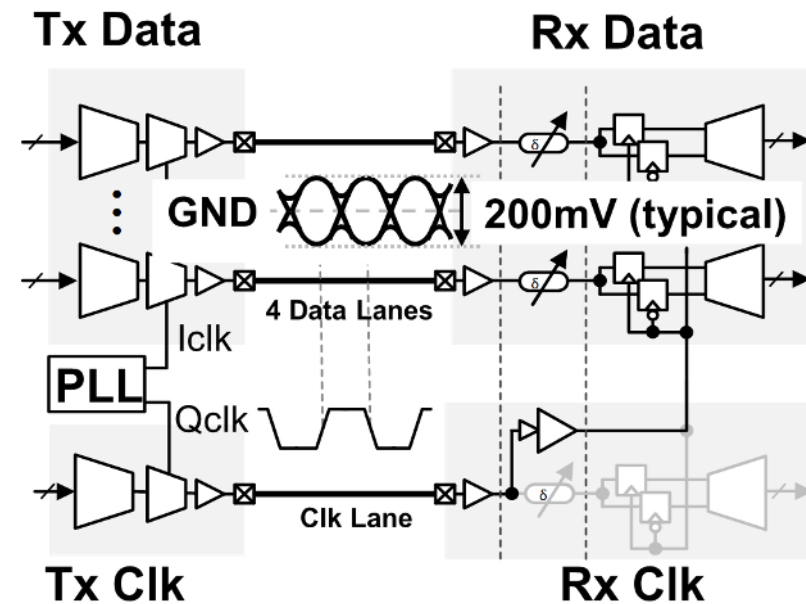 Tx Data
Rx Data
δ
GND
200mV (typical)
δ
4 Data Lanes
Iclk
PLL
Qclk
δ
Clk Lane
Tx Clk
Rx Clk